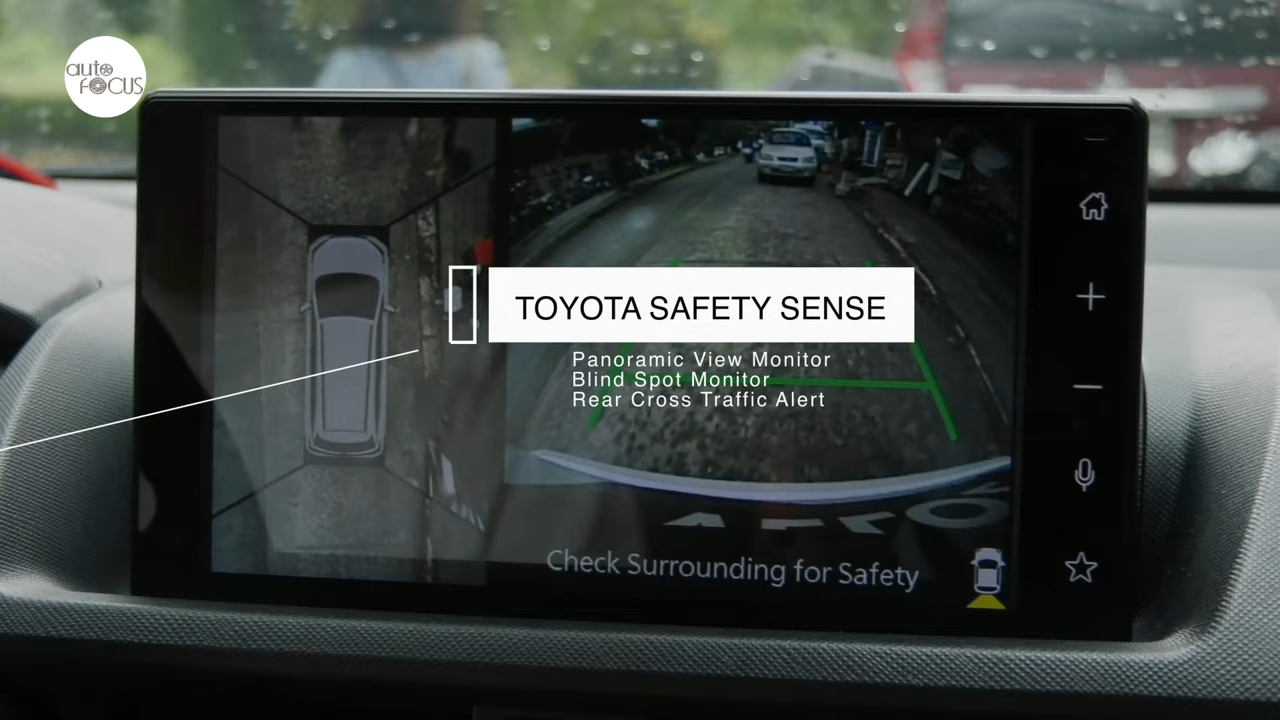 auto
FOCUS
TOYOTA SAFETY SENSE
Panoramic View Monitor
Blind Spot Monitor
Rear Cross Traffic Alert
Check Surrounding for Safety